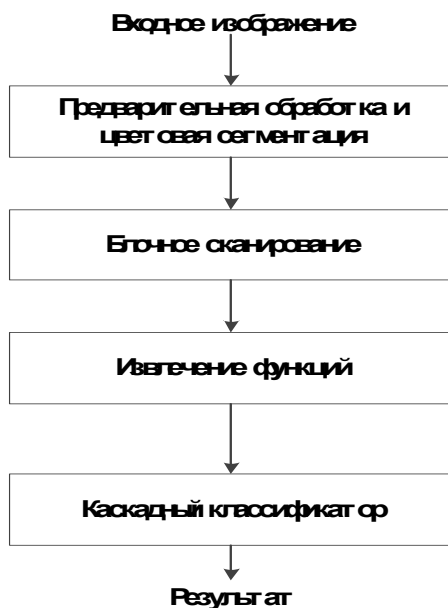 Входное изображение
Предварительная обработка и
цветовая сегментация
Блочное сканирование
Извлечение функций
Каскадный классификатор
Результат